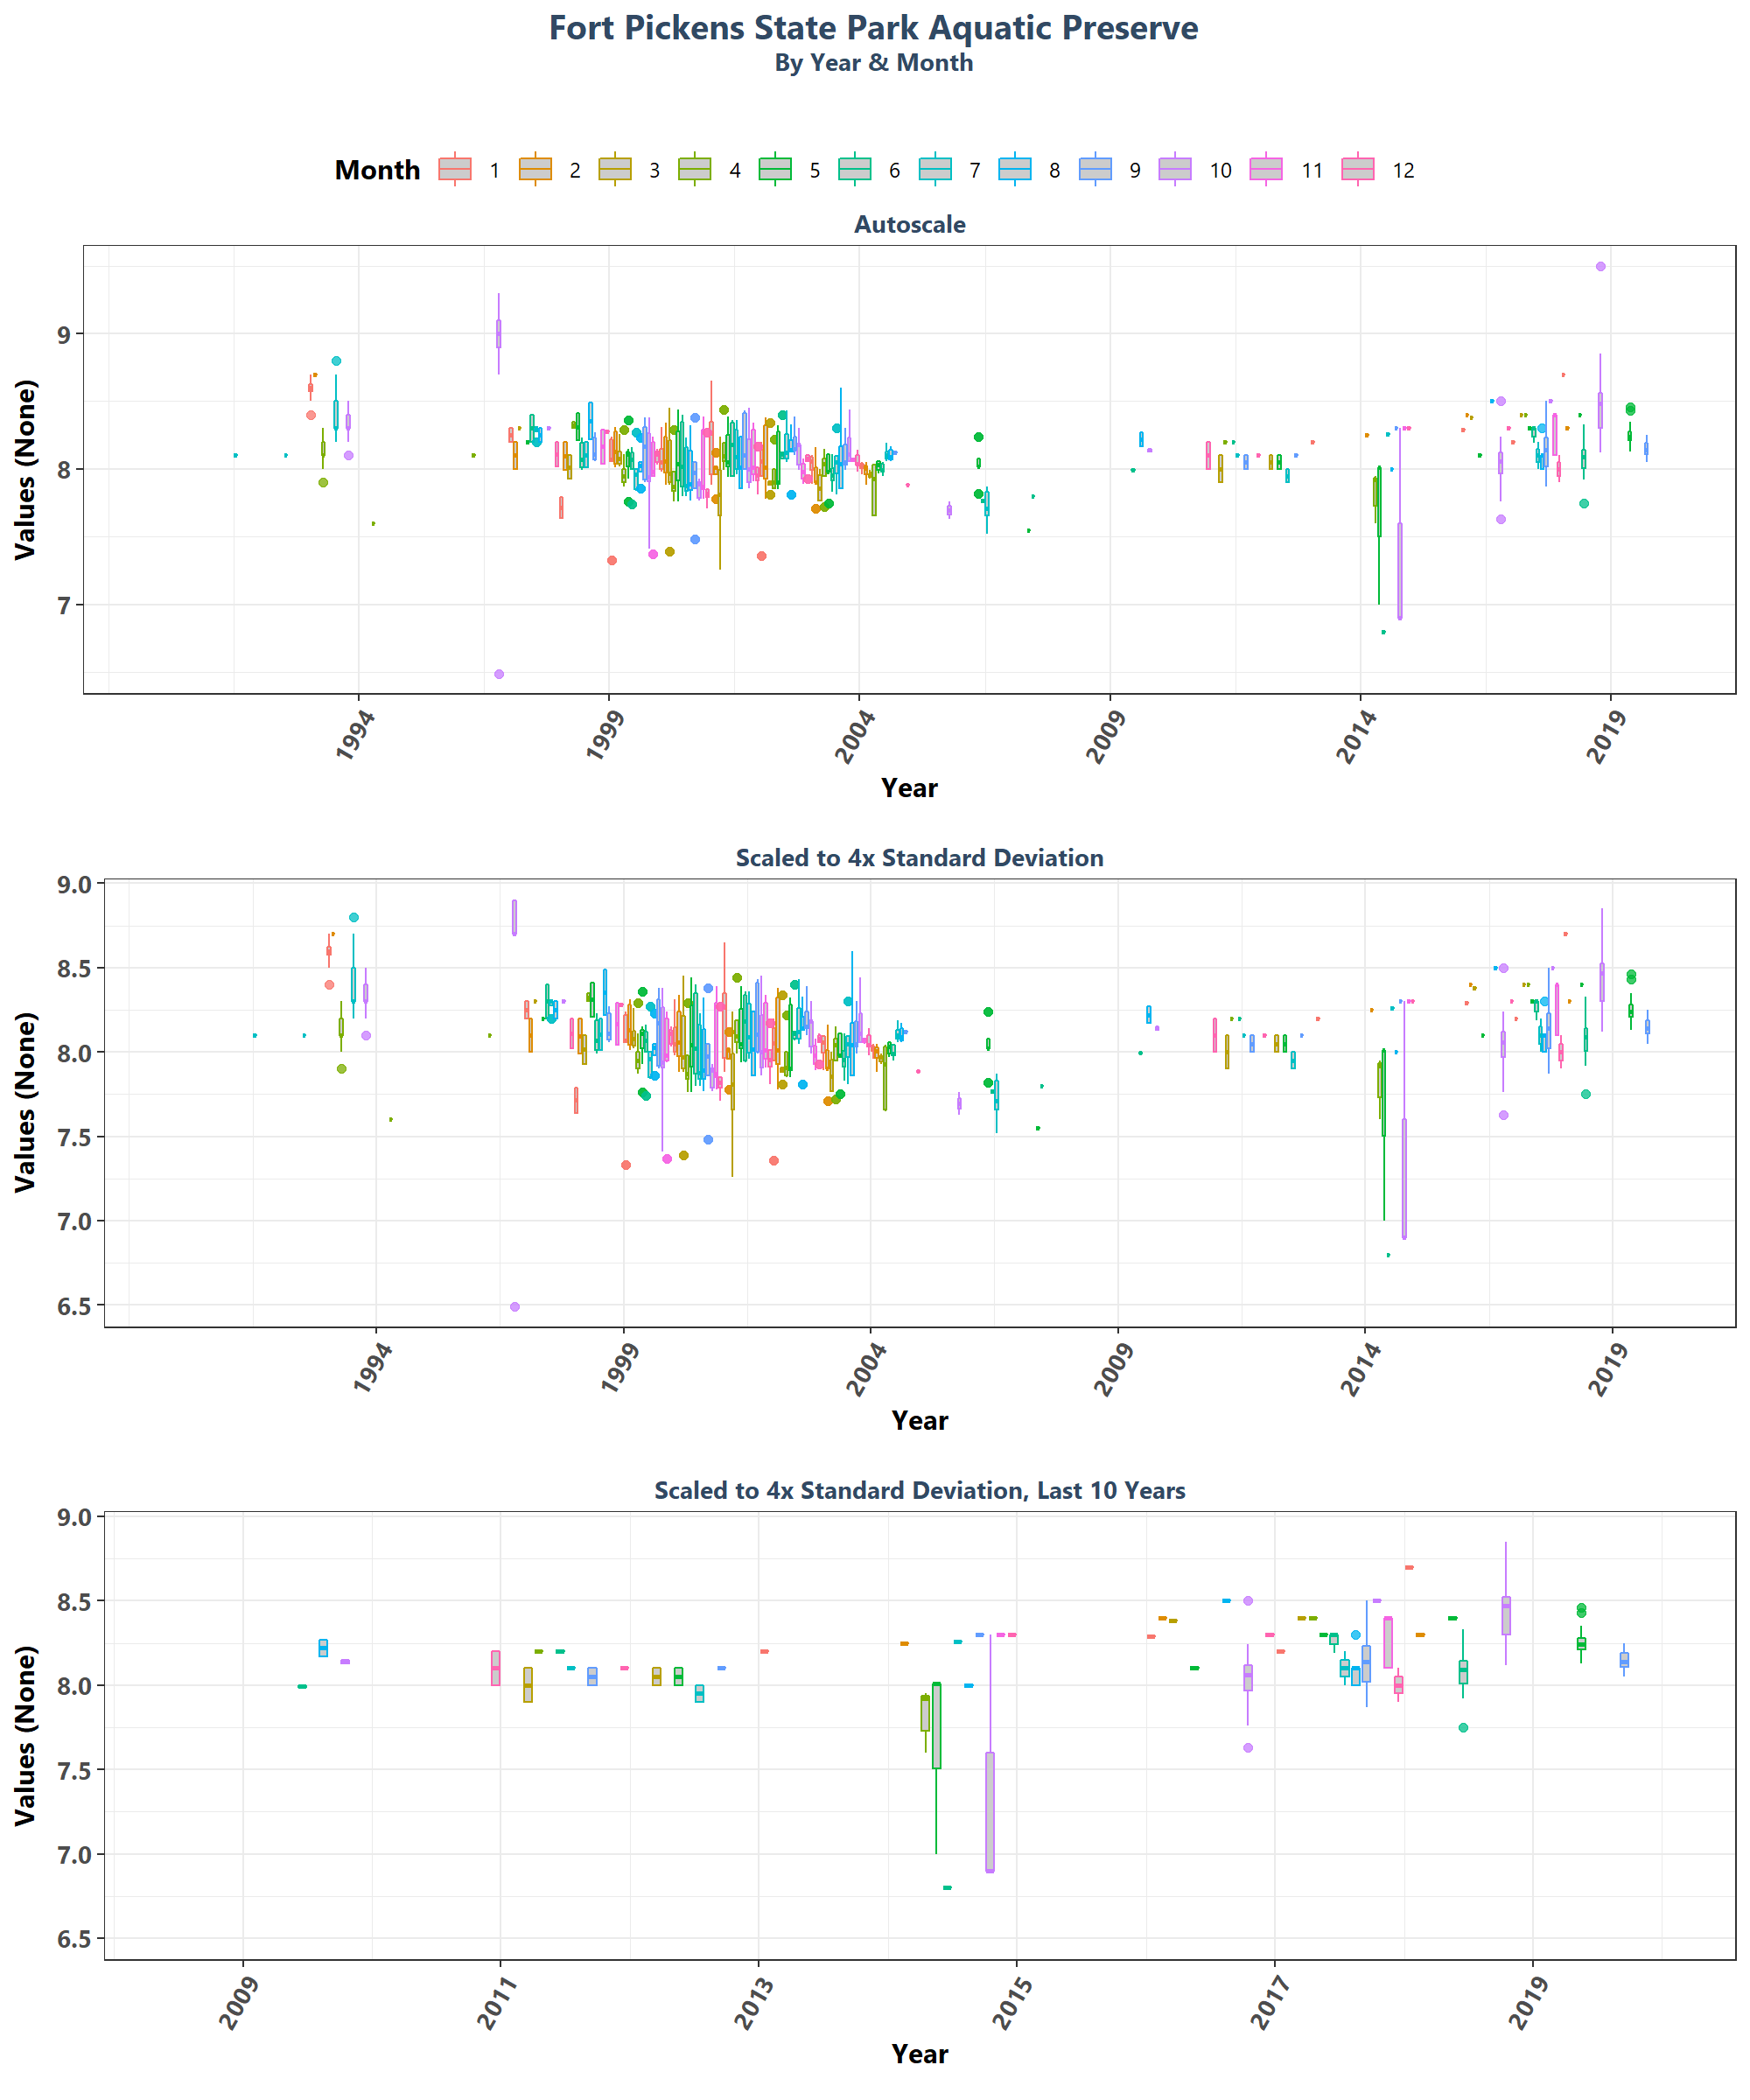 Fort Pickens State Park Aquatic Preserve
By Year & Month
Month 1 2 3 4 5 6 7 8 9 10 11 12
Autoscale
Values (None)
9
8
7
1994 1999 2004 2009 2014 2019
Year
Scaled to 4x Standard Deviation
Values (None)
9.0
8.5
8.0
7.5
7.0
6.5
1994 1999 2004 2009 2014 2019
Year
Scaled to 4x Standard Deviation, Last 10 Years
Values (None)
9.0
8.5
8.0
7.5
7.0
6.5
2009 2011 2013 2015 2017 2019
Year